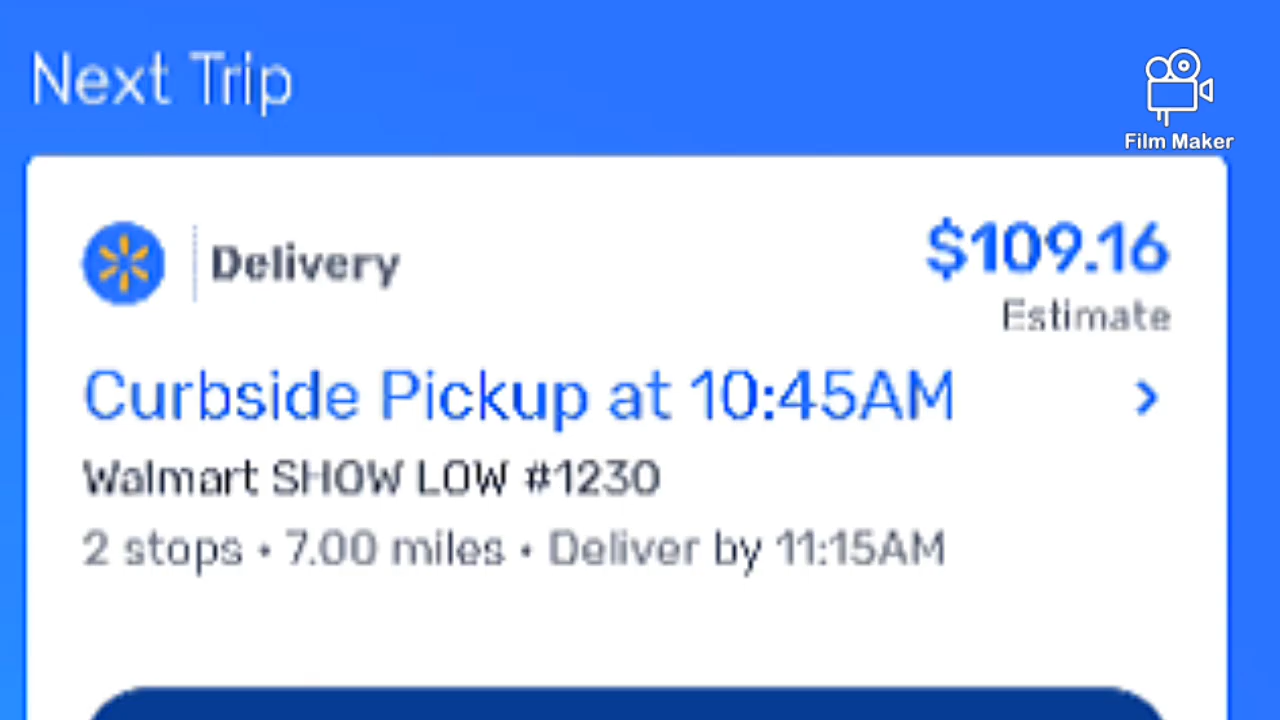 Next Trip
Film Maker
Delivery
$109.16
Estimate
Curbside Pickup at 10:45AM
Walmart SHOW LOW #1230
2 stops • 7.00 miles • Deliver by 11:15AM